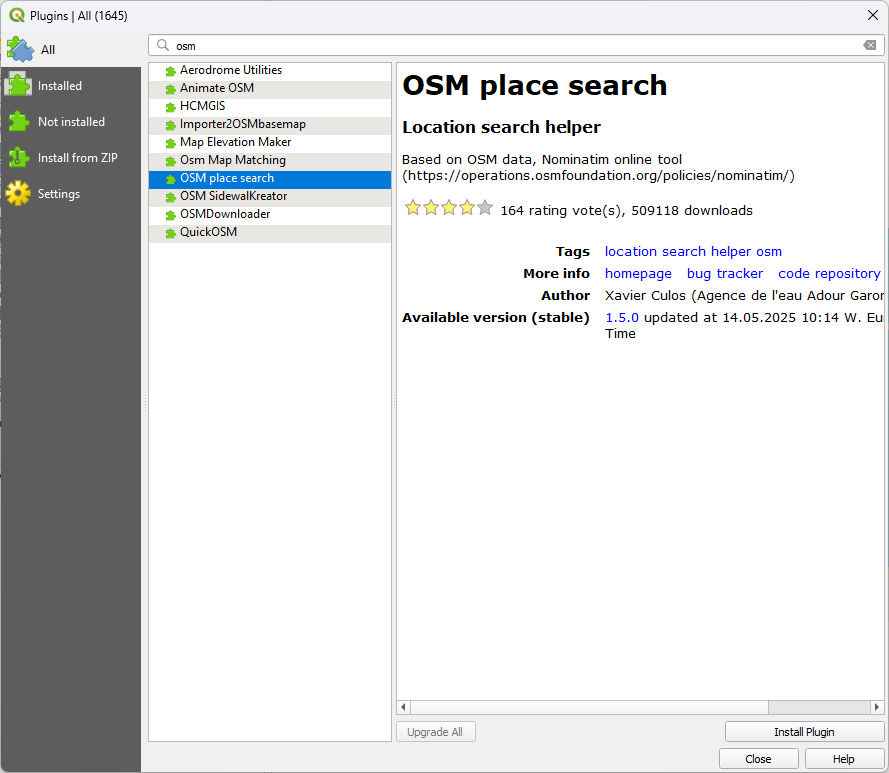 Plugins | All (1645)
All
Installed
Not installed
Install from ZIP
Settings
osm
Aerodrome Utilities
Animate OSM
HCMGIS
Importer2OSMbasemap
Map Elevation Maker
Osm Map Matching
OSM place search
OSM SidewalKreator
OSMDownloader
QuickOSM
OSM place search
Location search helper
Based on OSM data, Nominatim online tool
(https://operations.osmfoundation.org/policies/nominatim/)
164 rating vote(s), 509118 downloads
Tags location search helper osm
More info homepage bug tracker code repository
Author Xavier Culos (Agence de l'eau Adour Garon
Available version (stable) 1.5.0 updated at 14.05.2025 10:14 W. Eu
Time
Upgrade All
Install Plugin
Close
Help